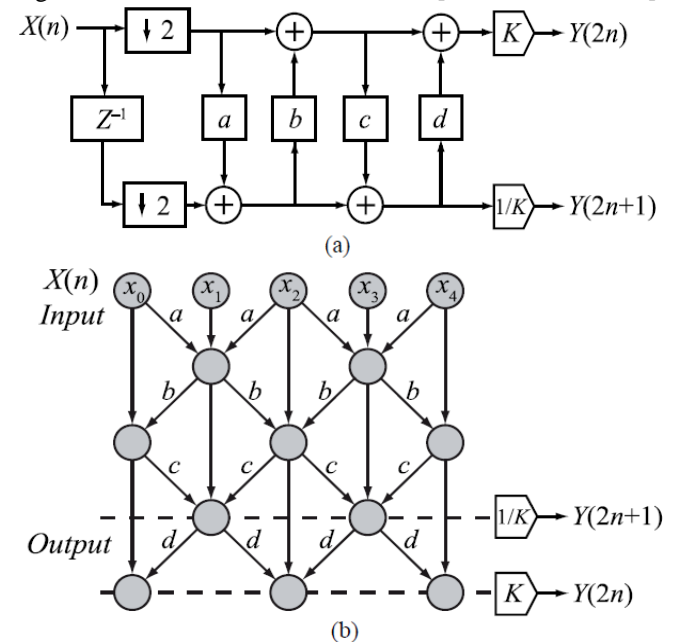 X(n) ↓ 2 + + K Y(2n)
Z⁻¹ a b c d
↓ 2 + + 1/K Y(2n+1)
(a)
X(n) x₀ x₁ x₂ x₃ x₄
Input a a a a
b b b b
c c c c
1/K Y(2n+1)
Output d d d d
K Y(2n)
(b)